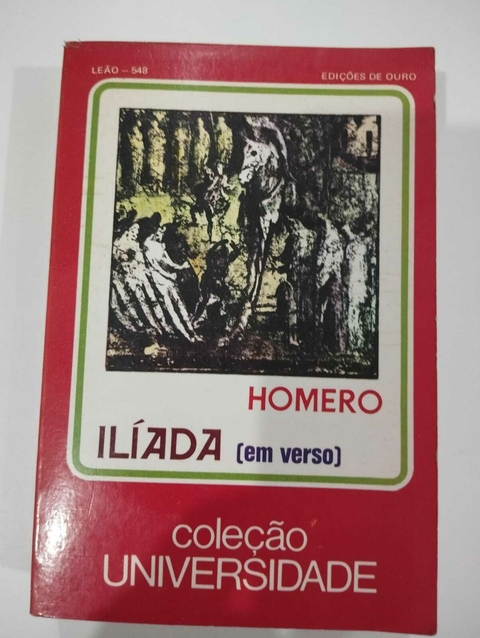 LEÃO – 548
EDIÇÕES DE OURO
HOMERO
ILÍADA (em verso)
coleção
UNIVERSIDADE